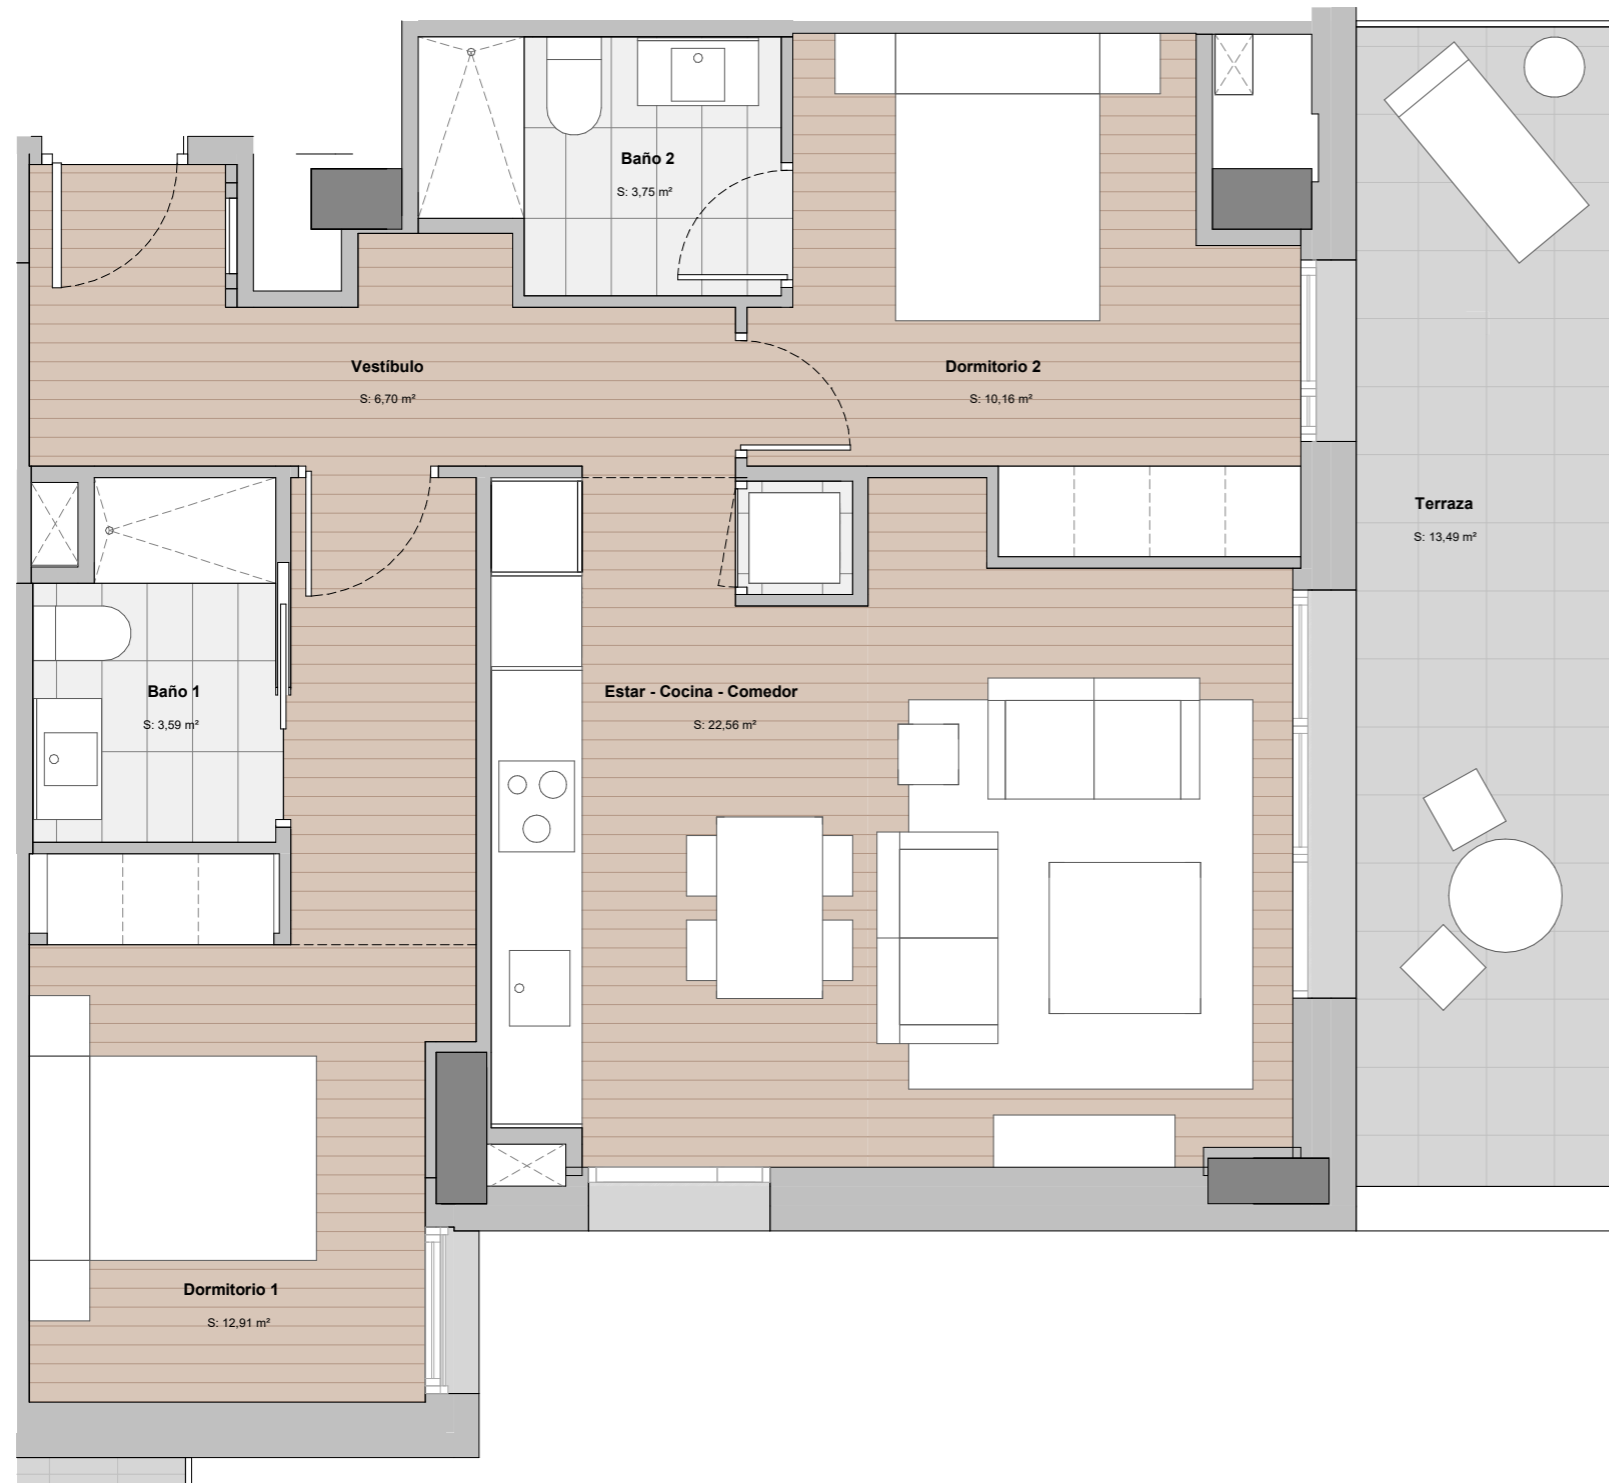 Baño 2
S: 3,75 m²
Vestíbulo
S: 6,70 m²
Dormitorio 2
S: 10,16 m²
Terraza
S: 13,49 m²
Baño 1
S: 3,59 m²
Estar - Cocina - Comedor
S: 22,56 m²
Dormitorio 1
S: 12,91 m²